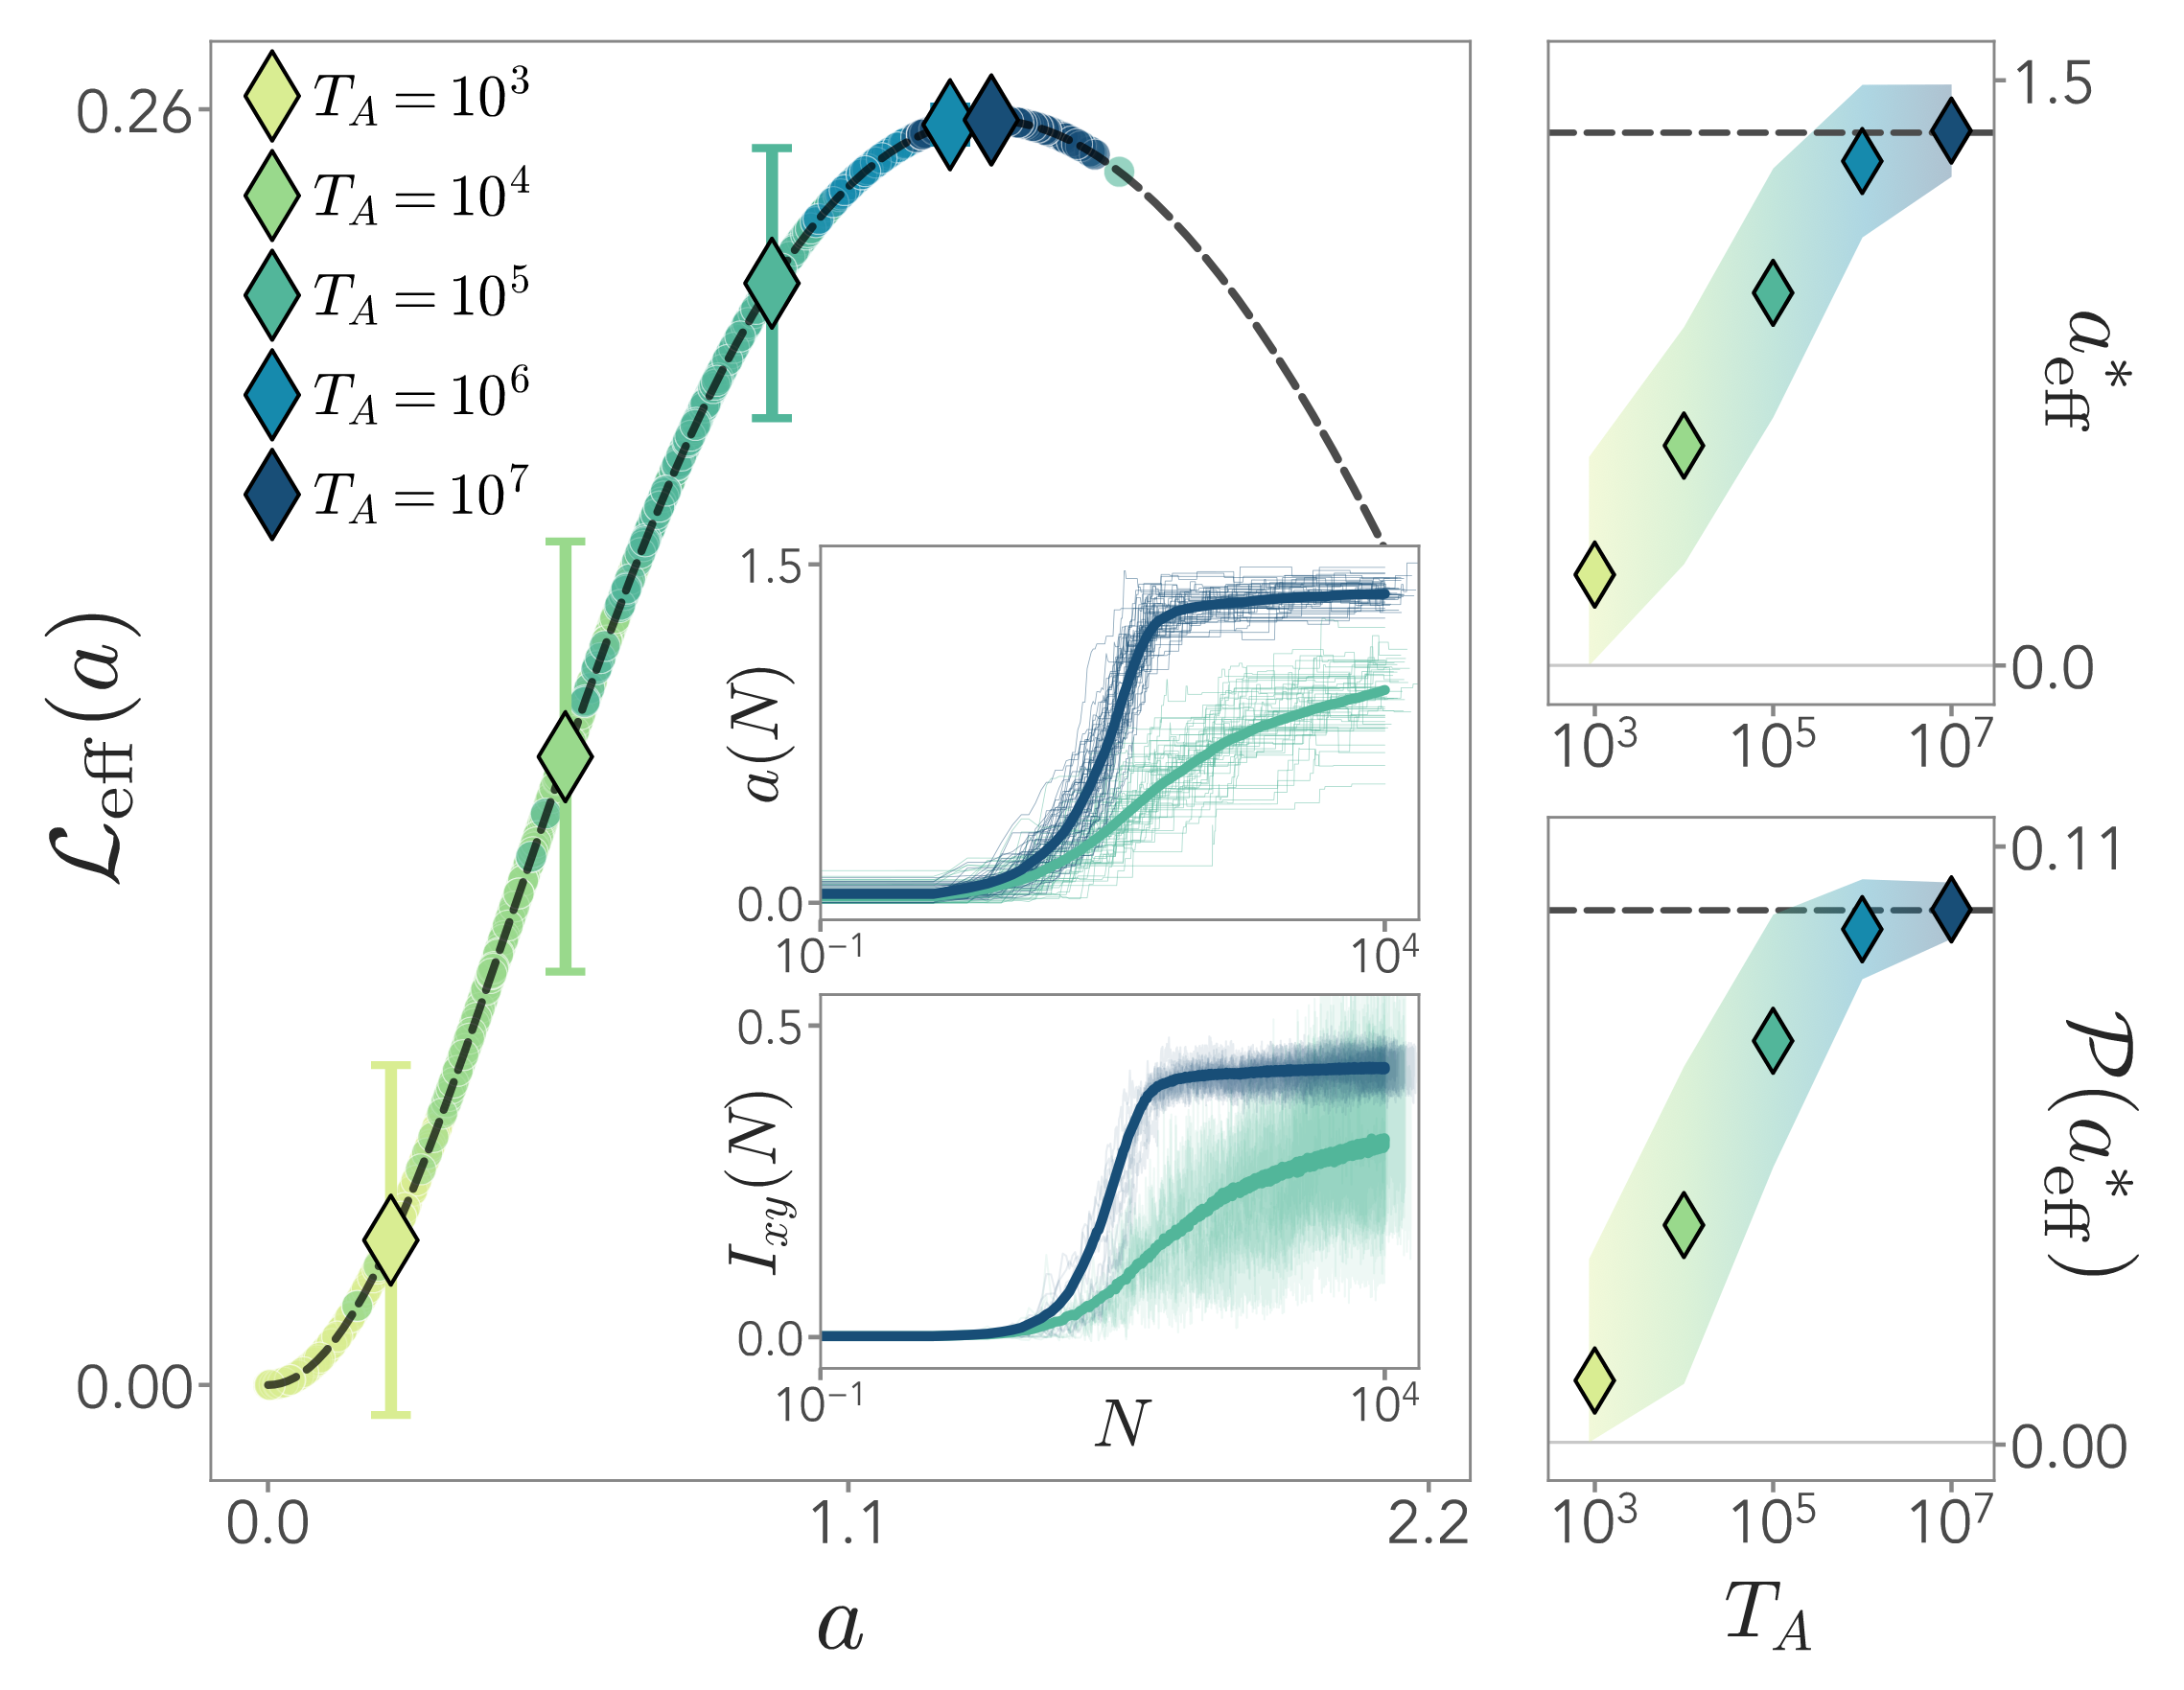 0.26
0.00
ℒ_eff(a)
T_A = 10^3
T_A = 10^4
T_A = 10^5
T_A = 10^6
T_A = 10^7
0.0
1.1
2.2
a
1.5
0.0
a(N)
10^−1
10^4
0.5
0.0
I_xy(N)
10^−1
10^4
N
1.5
0.0
a*_eff
10^3
10^5
10^7
0.11
0.00
𝒫(a*_eff)
10^3
10^5
10^7
T_A